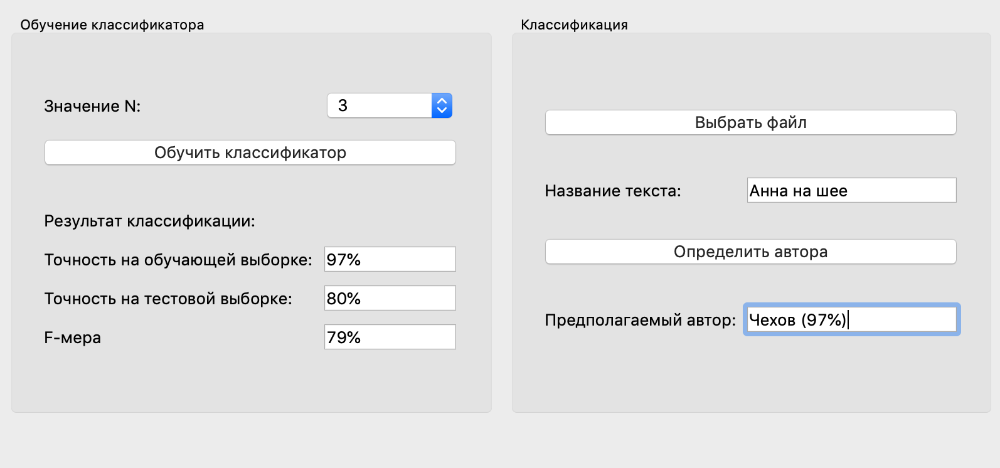 Обучение классификатора
Значение N: 3
Обучить классификатор
Результат классификации:
Точность на обучающей выборке: 97%
Точность на тестовой выборке: 80%
F-мера 79%
Классификация
Выбрать файл
Название текста: Анна на шее
Определить автора
Предполагаемый автор: Чехов (97%)